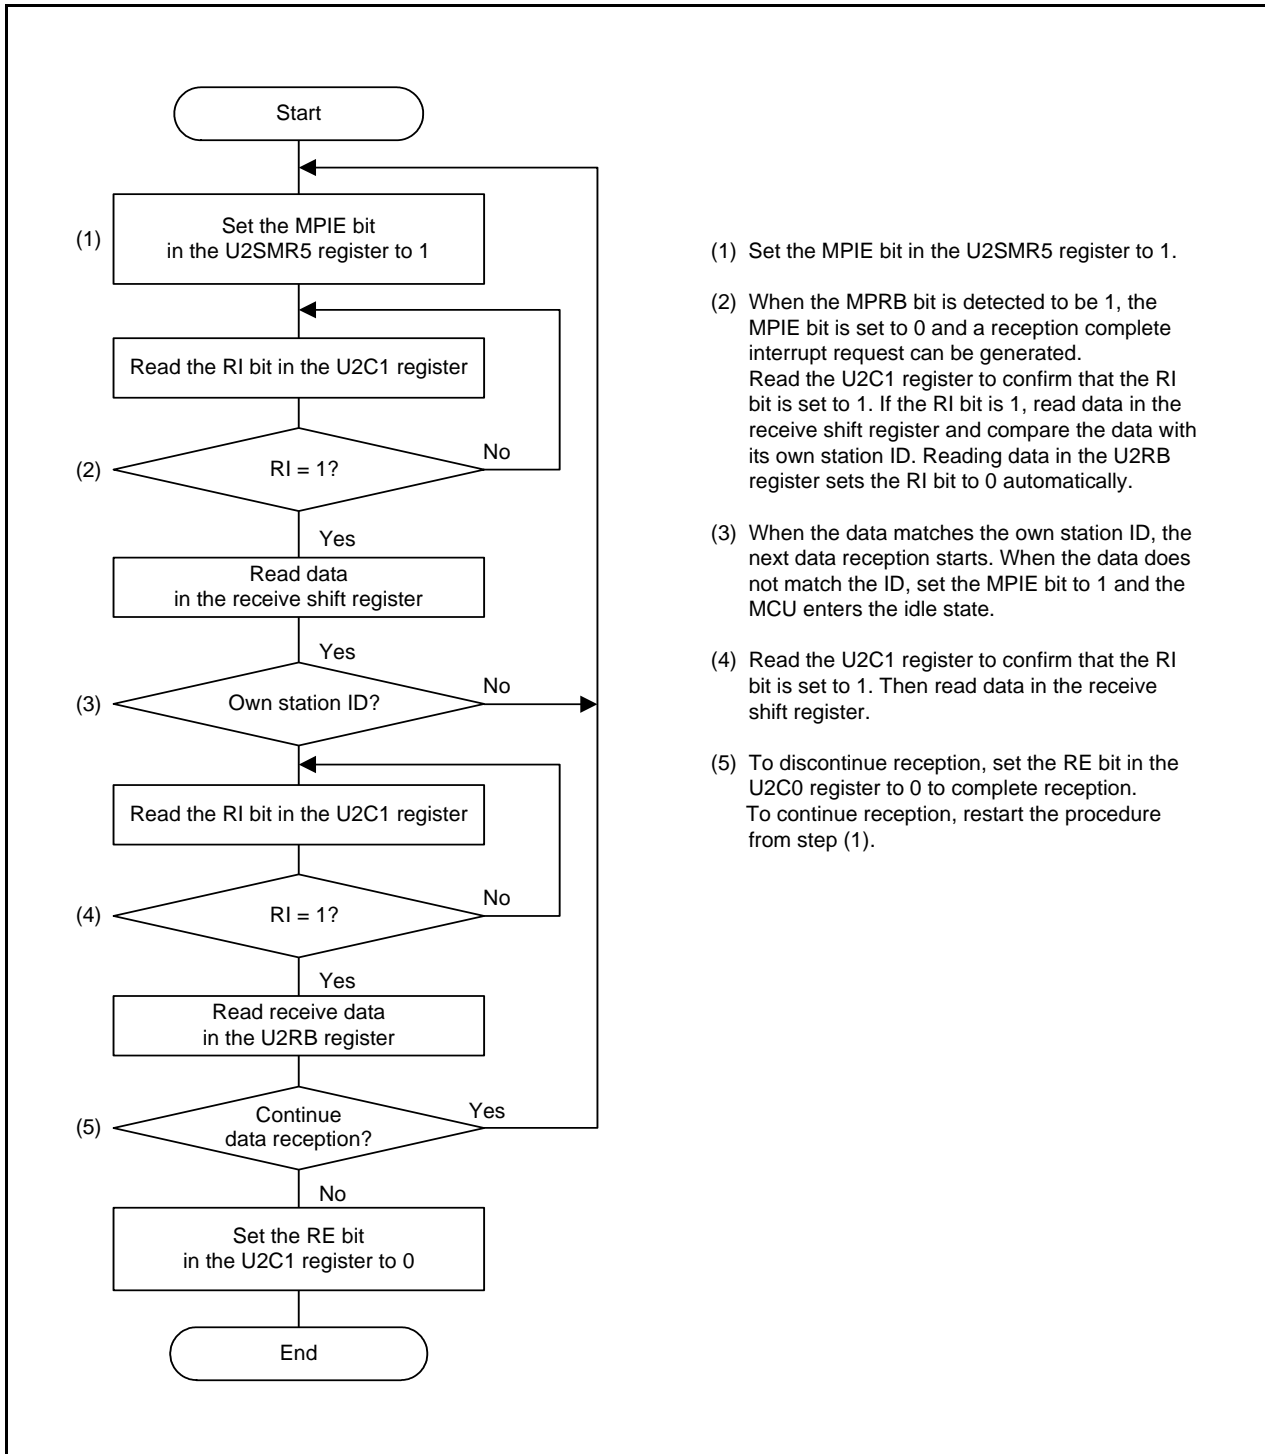 Start
(1)
Set the MPIE bit
in the U2SMR5 register to 1
Read the RI bit in the U2C1 register
(2)
RI = 1?
No
Yes
Read data
in the receive shift register
Yes
(3)
Own station ID?
No
Read the RI bit in the U2C1 register
(4)
RI = 1?
No
Yes
Read receive data
in the U2RB register
(5)
Continue
data reception?
Yes
No
Set the RE bit
in the U2C1 register to 0
End
(1) Set the MPIE bit in the U2SMR5 register to 1.
(2) When the MPRB bit is detected to be 1, the
MPIE bit is set to 0 and a reception complete
interrupt request can be generated.
Read the U2C1 register to confirm that the RI
bit is set to 1. If the RI bit is 1, read data in the
receive shift register and compare the data with
its own station ID. Reading data in the U2RB
register sets the RI bit to 0 automatically.
(3) When the data matches the own station ID, the
next data reception starts. When the data does
not match the ID, set the MPIE bit to 1 and the
MCU enters the idle state.
(4) Read the U2C1 register to confirm that the RI
bit is set to 1. Then read data in the receive
shift register.
(5) To discontinue reception, set the RE bit in the
U2C0 register to 0 to complete reception.
To continue reception, restart the procedure
from step (1).